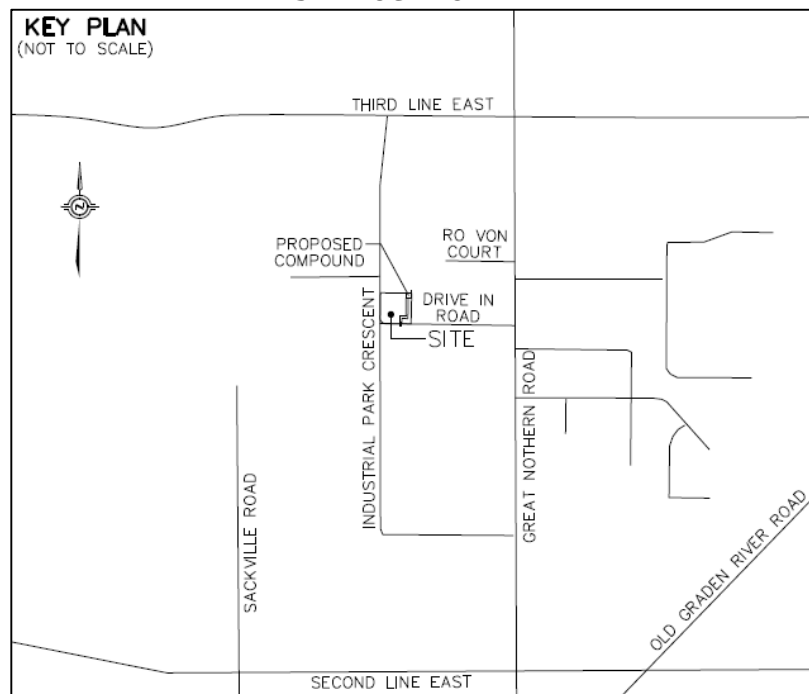 KEY PLAN
(NOT TO SCALE)
THIRD LINE EAST
N
PROPOSED
COMPOUND
RO VON
COURT
DRIVE IN
ROAD
SITE
INDUSTRIAL PARK CRESCENT
GREAT NOTHERN ROAD
SACKVILLE ROAD
OLD GRADEN RIVER ROAD
SECOND LINE EAST